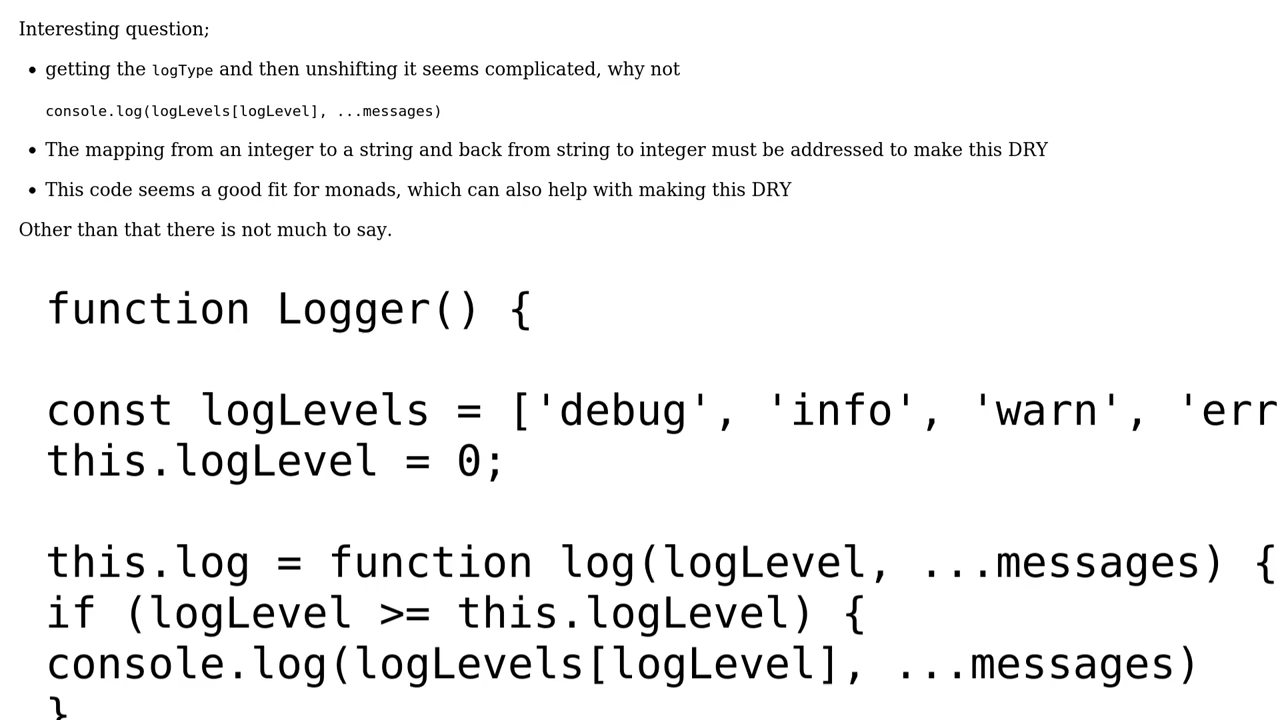 Interesting question;
• getting the logType and then unshifting it seems complicated, why not
console.log(logLevels[logLevel], ...messages)
• The mapping from an integer to a string and back from string to integer must be addressed to make this DRY
• This code seems a good fit for monads, which can also help with making this DRY
Other than that there is not much to say.
function Logger() {
const logLevels = ['debug', 'info', 'warn', 'err
this.logLevel = 0;
this.log = function log(logLevel, ...messages) {
if (logLevel >= this.logLevel) {
console.log(logLevels[logLevel], ...messages)
}